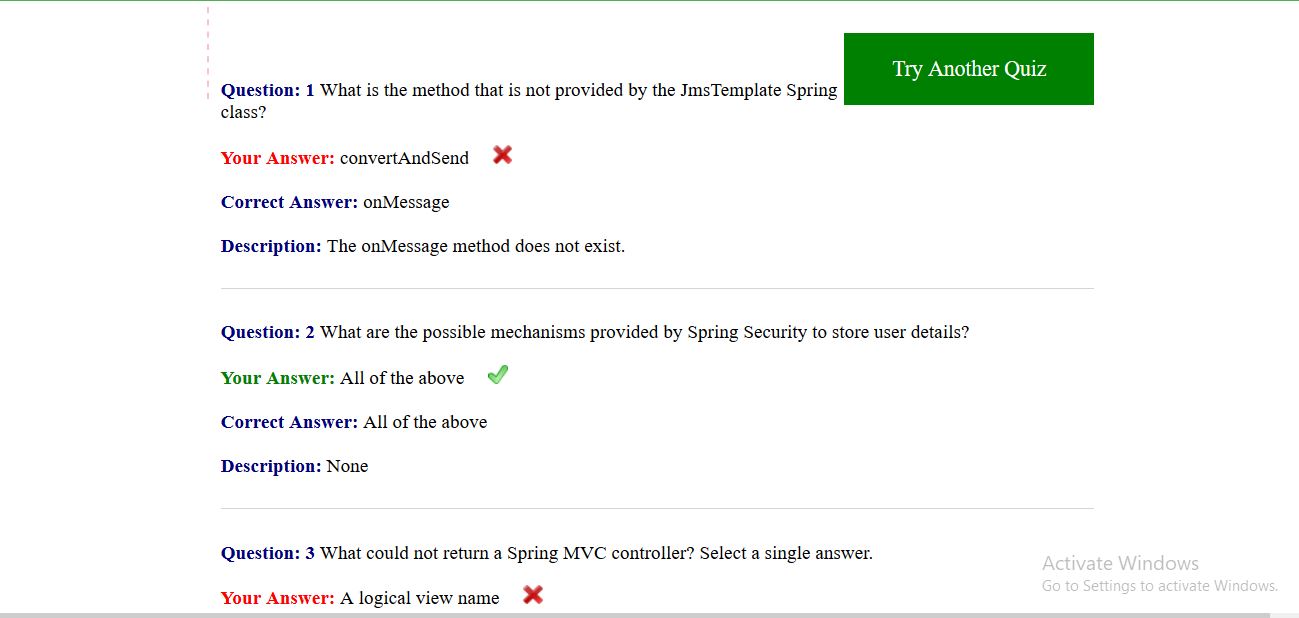 Try Another Quiz
Question: 1 What is the method that is not provided by the JmsTemplate Spring
class?
Your Answer: convertAndSend
Correct Answer: onMessage
Description: The onMessage method does not exist.
Question: 2 What are the possible mechanisms provided by Spring Security to store user details?
Your Answer: All of the above
Correct Answer: All of the above
Description: None
Question: 3 What could not return a Spring MVC controller? Select a single answer.
Your Answer: A logical view name
Activate Windows
Go to Settings to activate Windows.